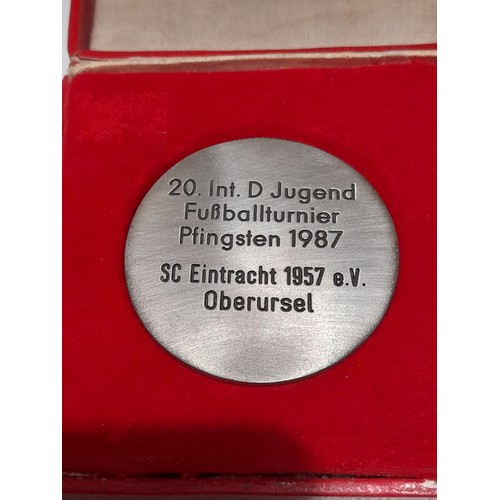 20. Int. D Jugend
Fußballturnier
Pfingsten 1987
SC Eintracht 1957 e.V.
Oberursel